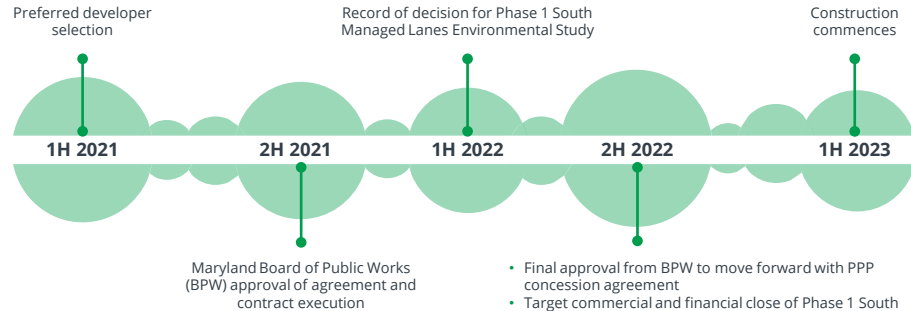 Preferred developer
selection
Record of decision for Phase 1 South
Managed Lanes Environmental Study
Construction
commences
1H 2021
2H 2021
1H 2022
2H 2022
1H 2023
Maryland Board of Public Works
(BPW) approval of agreement and
contract execution
• Final approval from BPW to move forward with PPP
concession agreement
• Target commercial and financial close of Phase 1 South